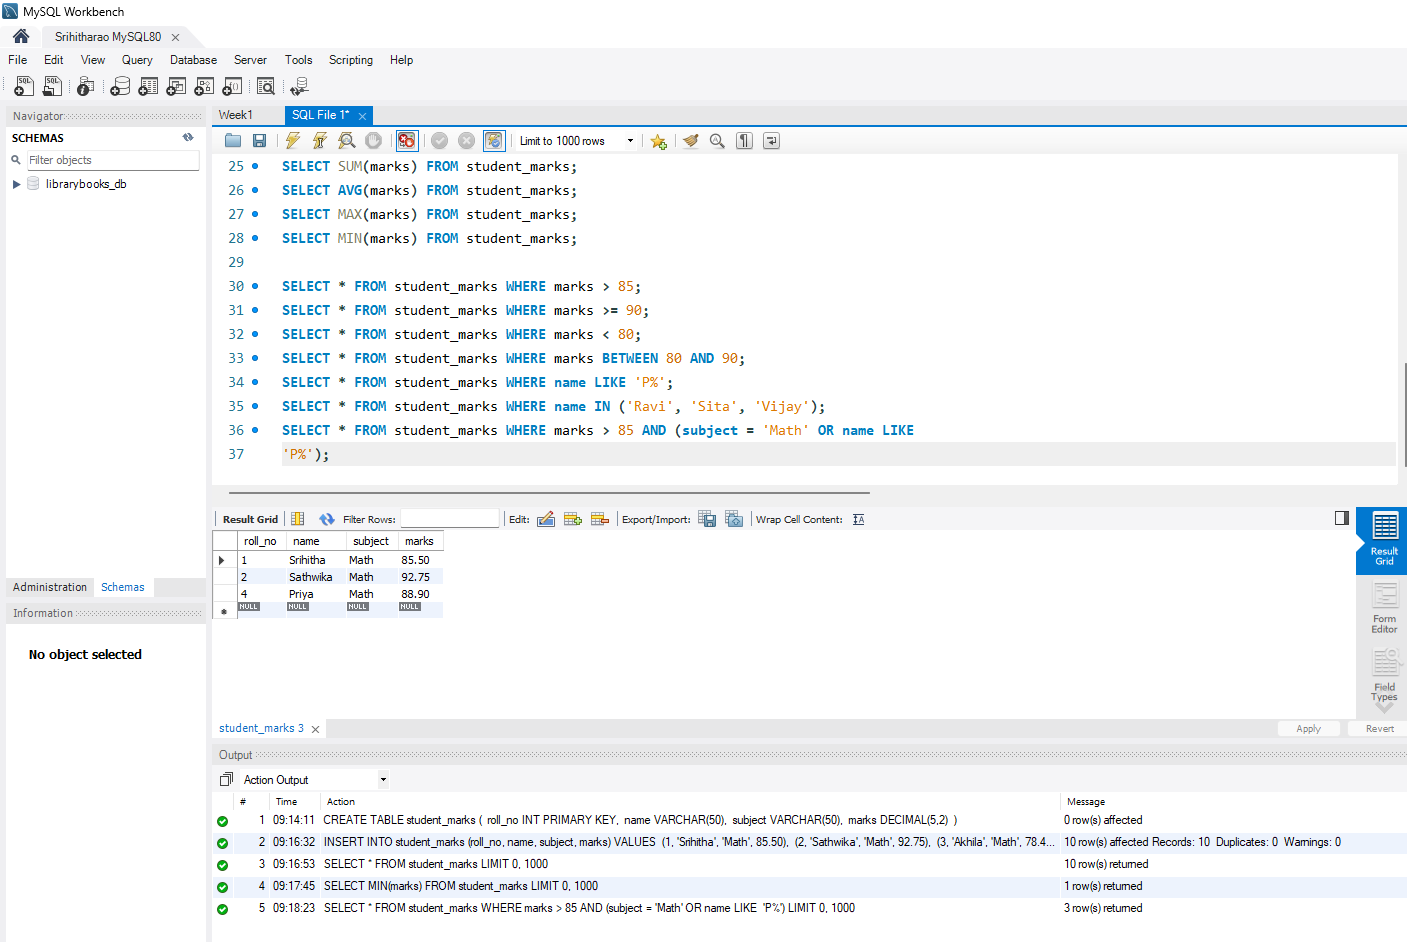 MySQL Workbench
Srihitharao MySQL80 ×
File Edit View Query Database Server Tools Scripting Help
Navigator
SCHEMAS
Filter objects
librarybooks_db
Administration Schemas
Information
No object selected
Week1 SQL File 1* ×
Limit to 1000 rows
25 SELECT SUM(marks) FROM student_marks;
26 SELECT AVG(marks) FROM student_marks;
27 SELECT MAX(marks) FROM student_marks;
28 SELECT MIN(marks) FROM student_marks;
29
30 SELECT * FROM student_marks WHERE marks > 85;
31 SELECT * FROM student_marks WHERE marks >= 90;
32 SELECT * FROM student_marks WHERE marks < 80;
33 SELECT * FROM student_marks WHERE marks BETWEEN 80 AND 90;
34 SELECT * FROM student_marks WHERE name LIKE 'P%';
35 SELECT * FROM student_marks WHERE name IN ('Ravi', 'Sita', 'Vijay');
36 SELECT * FROM student_marks WHERE marks > 85 AND (subject = 'Math' OR name LIKE
37 'P%');
Result Grid Filter Rows: Edit: Export/Import: Wrap Cell Content:
roll_no name subject marks
1 Srihitha Math 85.50
2 Sathwika Math 92.75
4 Priya Math 88.90
NULL NULL NULL NULL
Result Grid
Form Editor
Field Types
student_marks 3 × Apply Revert
Output
Action Output
# Time Action Message
1 09:14:11 CREATE TABLE student_marks ( roll_no INT PRIMARY KEY, name VARCHAR(50), subject VARCHAR(50), marks DECIMAL(5,2) ) 0 row(s) affected
2 09:16:32 INSERT INTO student_marks (roll_no, name, subject, marks) VALUES (1, 'Srihitha', 'Math', 85.50), (2, 'Sathwika', 'Math', 92.75), (3, 'Akhila', 'Math', 78.4... 10 row(s) affected Records: 10 Duplicates: 0 Warnings: 0
3 09:16:53 SELECT * FROM student_marks LIMIT 0, 1000 10 row(s) returned
4 09:17:45 SELECT MIN(marks) FROM student_marks LIMIT 0, 1000 1 row(s) returned
5 09:18:23 SELECT * FROM student_marks WHERE marks > 85 AND (subject = 'Math' OR name LIKE 'P%') LIMIT 0, 1000 3 row(s) returned